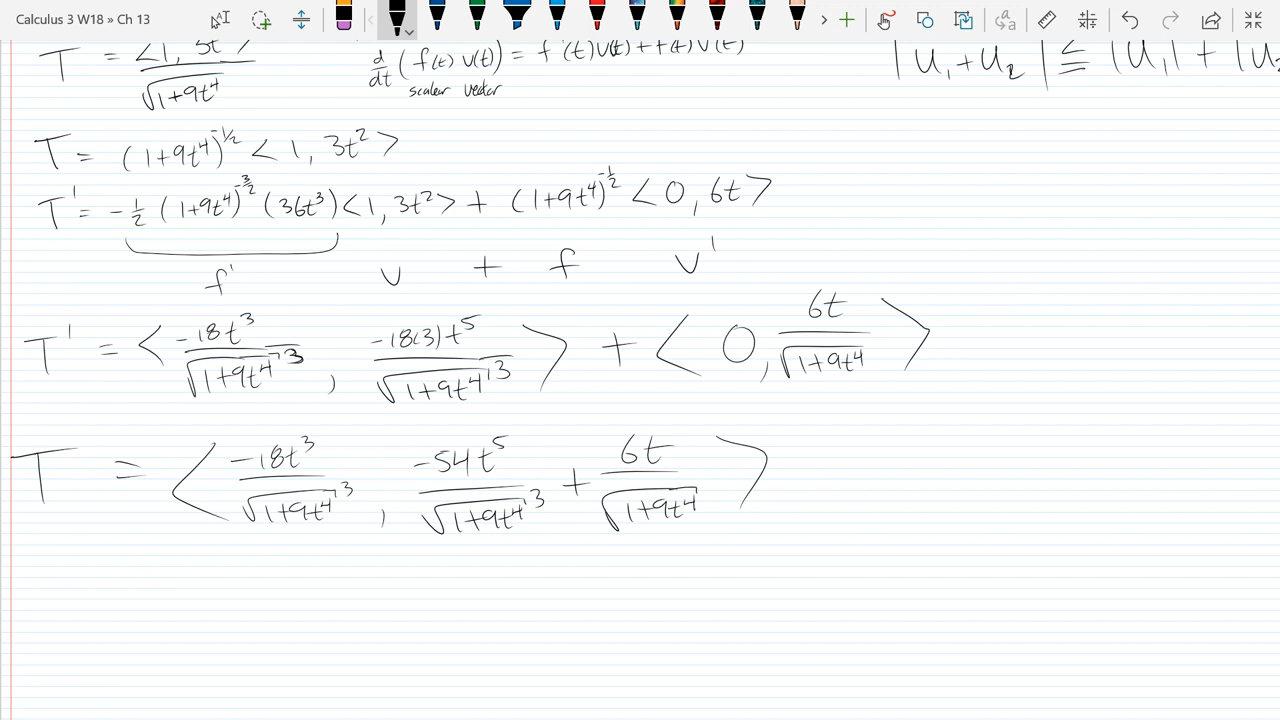 Calculus 3 W18 » Ch 13
T = <1, 3t²> / √(1+9t⁴)
d/dt (f(t) v(t)) = f'(t)v(t) + f(t)v'(t)
scalar vector
|U₁+U₂| ≤ |U₁| + |U₂
T = (1+9t⁴)^(-1/2) <1, 3t²>
T' = -1/2 (1+9t⁴)^(-3/2) (36t³)<1, 3t²> + (1+9t⁴)^(-1/2) <0, 6t>
f' v + f v'
T' = < -18t³ / √(1+9t⁴)³ , -18(3)t⁵ / √(1+9t⁴)³ > + < 0, 6t / √(1+9t⁴) >
T = < -18t³ / √(1+9t⁴)³ , -54t⁵ / √(1+9t⁴)³ + 6t / √(1+9t⁴) >